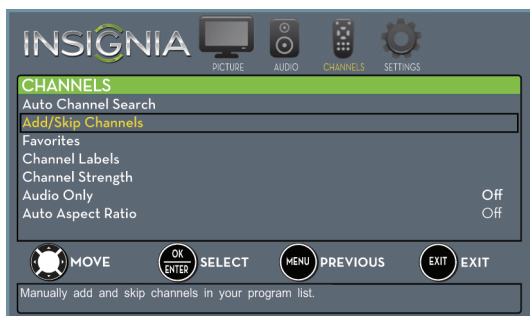 INSIGNIA
PICTURE AUDIO CHANNELS SETTINGS
CHANNELS
Auto Channel Search
Add/Skip Channels
Favorites
Channel Labels
Channel Strength
Audio Only Off
Auto Aspect Ratio Off
MOVE OK ENTER SELECT MENU PREVIOUS EXIT EXIT
Manually add and skip channels in your program list.